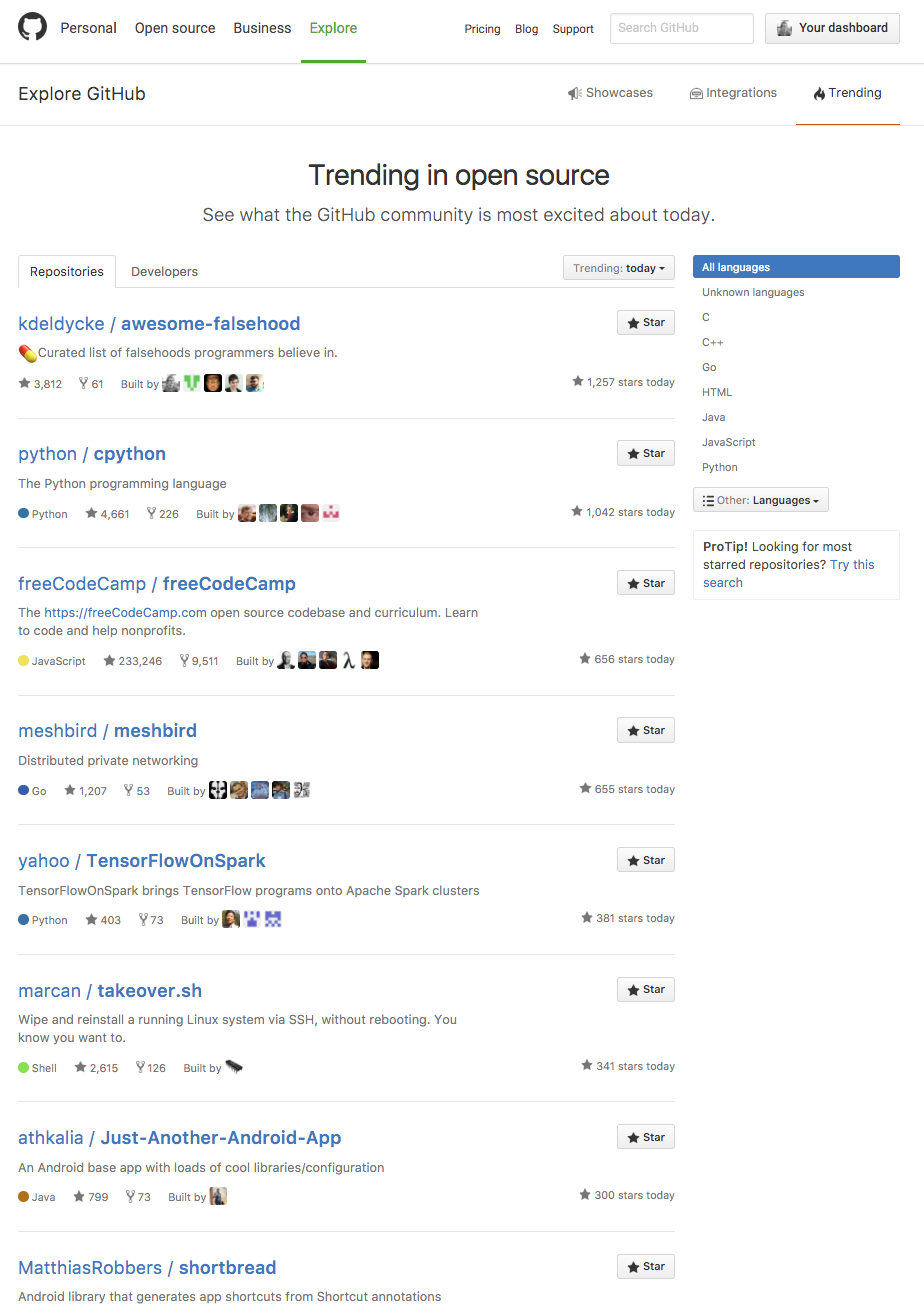 Personal Open source Business Explore Pricing Blog Support Search GitHub Your dashboard
Explore GitHub Showcases Integrations Trending
Trending in open source
See what the GitHub community is most excited about today.
Repositories Developers Trending: today
kdeldycke / awesome-falsehood Star
Curated list of falsehoods programmers believe in.
3,812 61 Built by 1,257 stars today
python / cpython Star
The Python programming language
Python 4,661 226 Built by 1,042 stars today
freeCodeCamp / freeCodeCamp Star
The https://freeCodeCamp.com open source codebase and curriculum. Learn
to code and help nonprofits.
JavaScript 233,246 9,511 Built by 656 stars today
meshbird / meshbird Star
Distributed private networking
Go 1,207 53 Built by 655 stars today
yahoo / TensorFlowOnSpark Star
TensorFlowOnSpark brings TensorFlow programs onto Apache Spark clusters
Python 403 73 Built by 381 stars today
marcan / takeover.sh Star
Wipe and reinstall a running Linux system via SSH, without rebooting. You
know you want to.
Shell 2,615 126 Built by 341 stars today
athkalia / Just-Another-Android-App Star
An Android base app with loads of cool libraries/configuration
Java 799 73 Built by 300 stars today
MatthiasRobbers / shortbread Star
Android library that generates app shortcuts from Shortcut annotations
All languages
Unknown languages
C
C++
Go
HTML
Java
JavaScript
Python
Other: Languages
ProTip! Looking for most
starred repositories? Try this
search